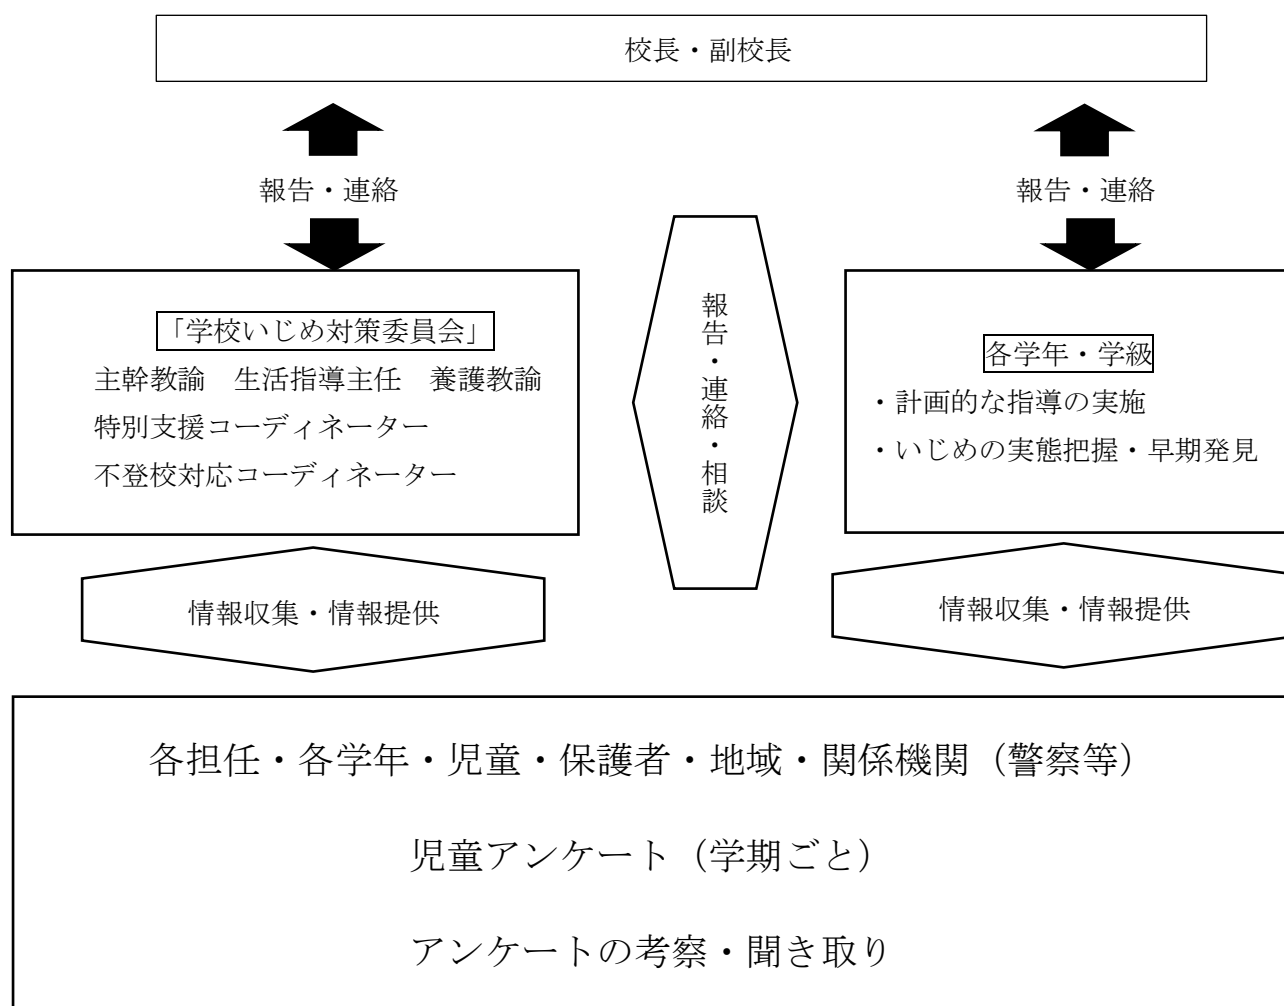 校長・副校長
報告・連絡
報告・連絡
「学校いじめ対策委員会」
主幹教諭　生活指導主任　養護教諭
特別支援コーディネーター
不登校対応コーディネーター
報告・連絡・相談
各学年・学級
・計画的な指導の実施
・いじめの実態把握・早期発見
情報収集・情報提供
情報収集・情報提供
各担任・各学年・児童・保護者・地域・関係機関（警察等）
児童アンケート（学期ごと）
アンケートの考察・聞き取り